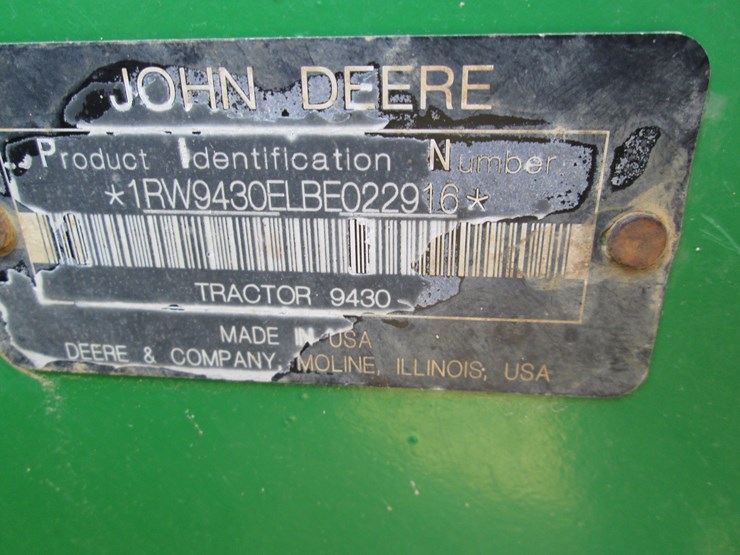 JOHN DEERE
Product Identification Number
*1RW9430ELBE022916*
TRACTOR 9430
MADE IN USA
DEERE & COMPANY, MOLINE, ILLINOIS, USA